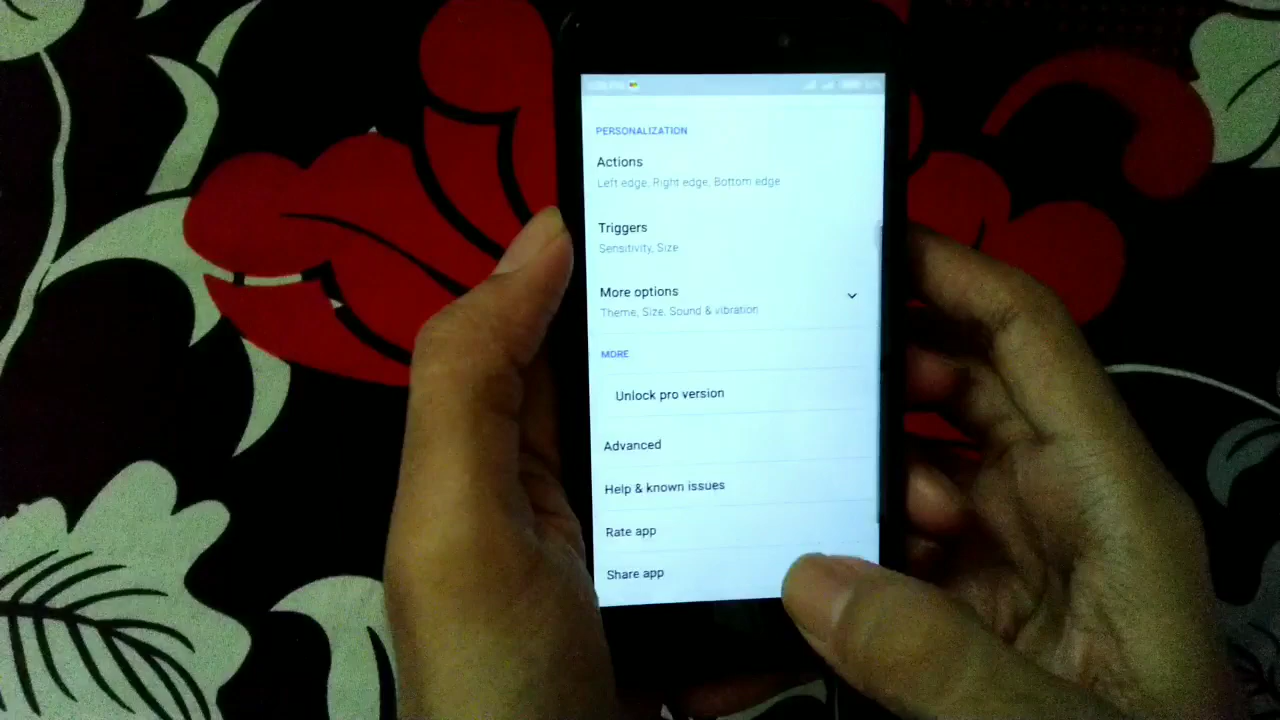 PERSONALIZATION
Actions
Left edge, Right edge, Bottom edge
Triggers
Sensitivity, Size
More options
Theme, Size, Sound & vibration
MORE
Unlock pro version
Advanced
Help & known issues
Rate app
Share app